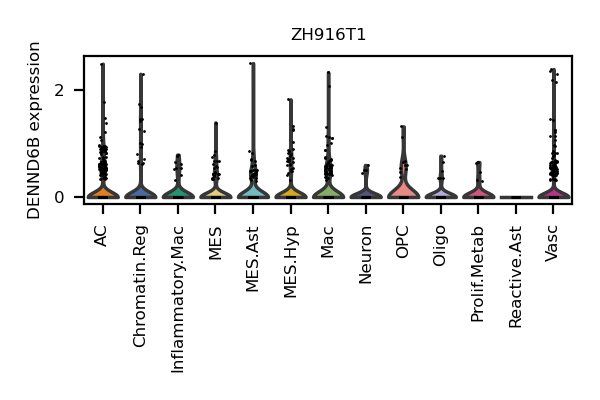 ZH916T1
DENND6B expression
2
0
AC
Chromatin.Reg
Inflammatory.Mac
MES
MES.Ast
MES.Hyp
Mac
Neuron
OPC
Oligo
Prolif.Metab
Reactive.Ast
Vasc